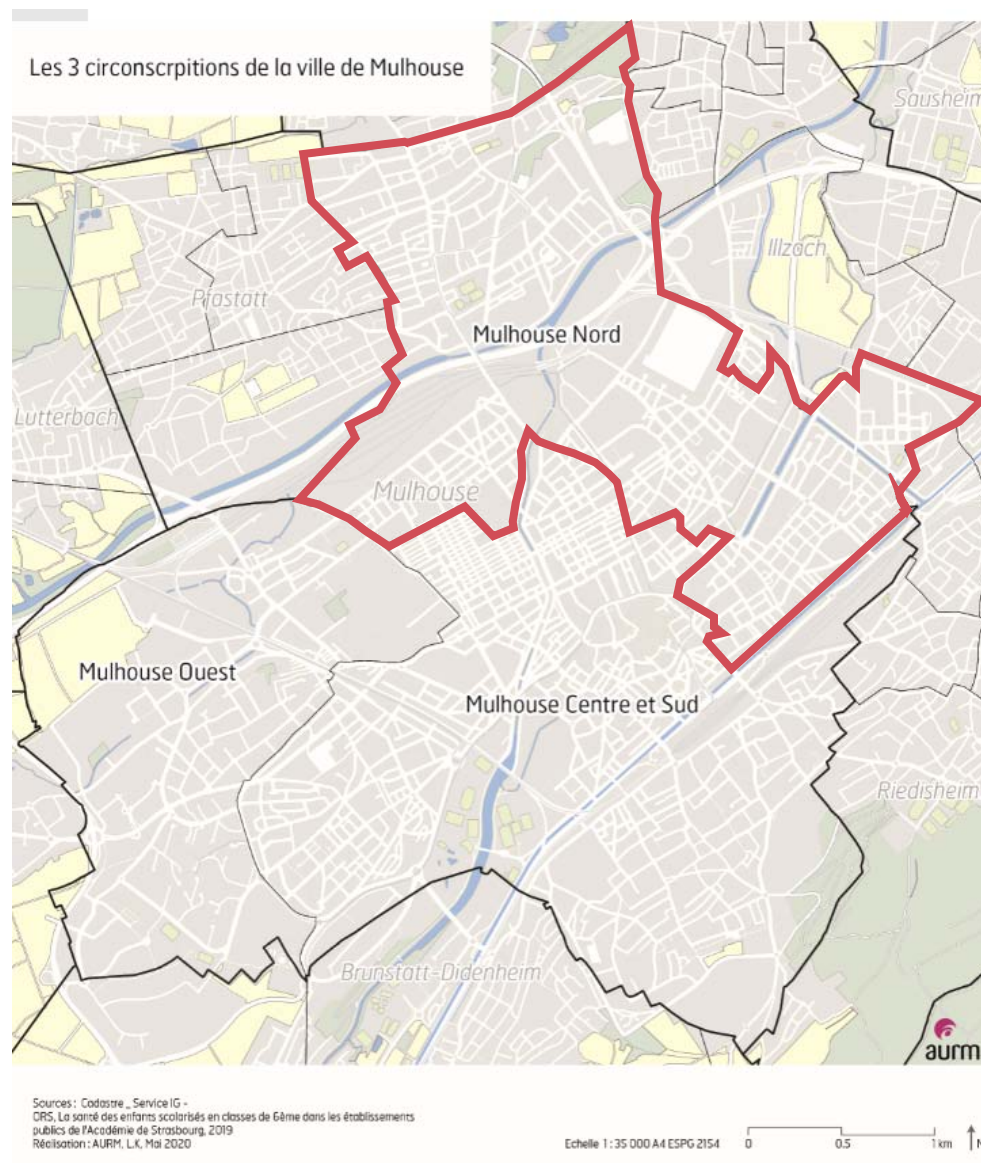 Les 3 circonscrpitions de la ville de Mulhouse
Sausheim
Illzach
Pfastatt
Mulhouse Nord
Lutterbach
Mulhouse
Mulhouse Ouest
Mulhouse Centre et Sud
Riedisheim
Brunstatt-Didenheim
aurm
Sources : Cadastre _ Service IG -
ORS, La santé des enfants scolarisés en classes de 6ème dans les établissements
publics de l'Académie de Strasbourg, 2019
Réalisation : AURM, L.K, Mai 2020
Echelle 1 : 35 000 A4 ESPG 2154
0 0.5 1 km N